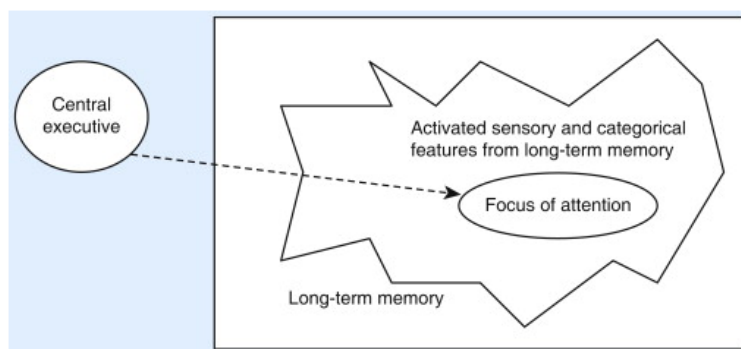 Central
executive
Activated sensory and categorical
features from long-term memory
Focus of attention
Long-term memory